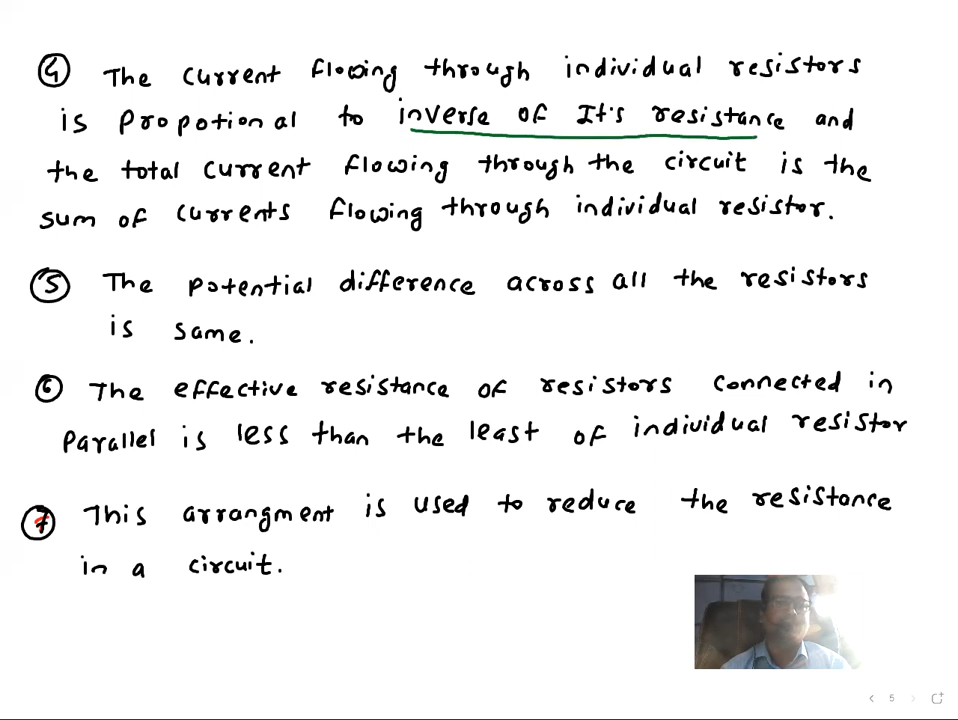 4 The current flowing through individual resistors
is propotional to inverse of It's resistance and
the total current flowing through the circuit is the
sum of currents flowing through individual resistor.
5 The potential difference across all the resistors
is same.
6 The effective resistance of resistors connected in
parallel is less than the least of individual resistor
7 This arrangment is used to reduce the resistance
in a circuit.
5